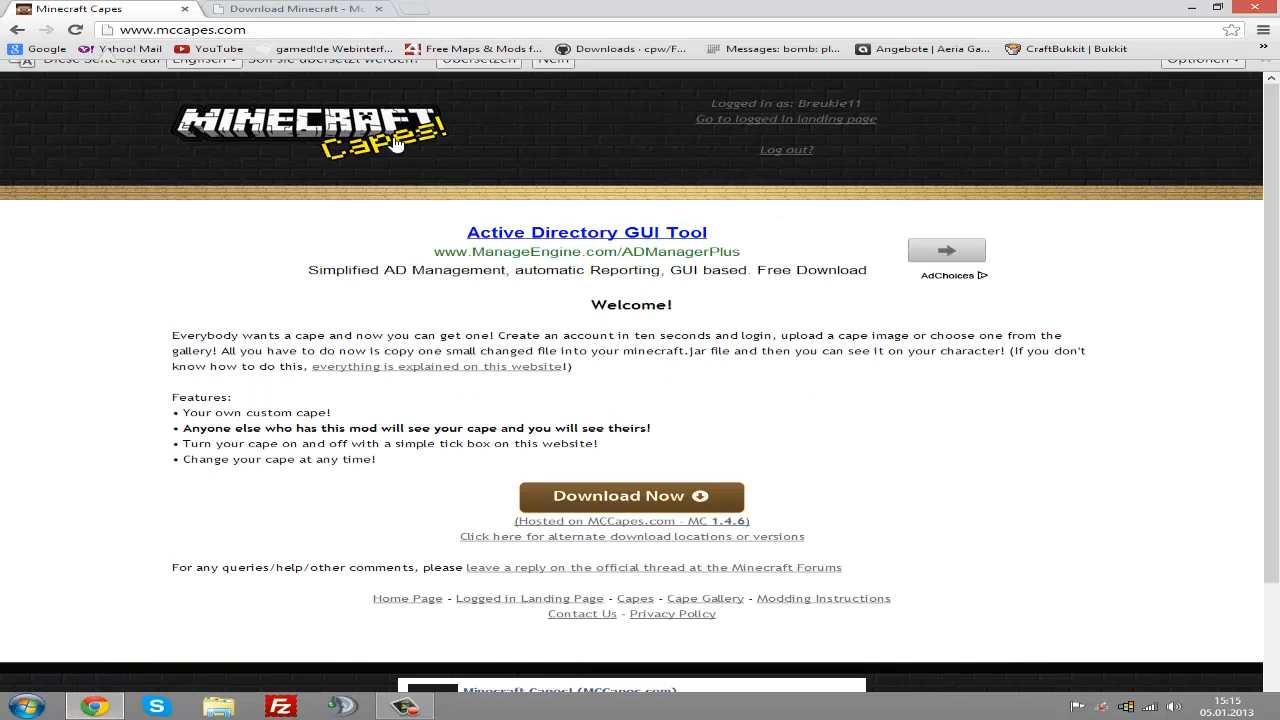 Minecraft Capes
Download Minecraft - Mc
www.mccapes.com
Google
Yahoo! Mail
YouTube
gamed!de Webinterf...
Free Maps & Mods f...
Downloads · cpw/F...
Messages: bomb: pl...
Angebote | Aeria Ga...
CraftBukkit | Bukkit
Diese Seite ist auf Englisch Soll sie übersetzt werden? Übersetzen Nein Optionen
MINECRAFT
Capes!
Logged in as: Breukie11
Go to logged in landing page
Log out?
Active Directory GUI Tool
www.ManageEngine.com/ADManagerPlus
Simplified AD Management, automatic Reporting, GUI based. Free Download
AdChoices
Welcome!
Everybody wants a cape and now you can get one! Create an account in ten seconds and login, upload a cape image or choose one from the
gallery! All you have to do now is copy one small changed file into your minecraft.jar file and then you can see it on your character! (If you don't
know how to do this, everything is explained on this website!)
Features:
• Your own custom cape!
• Anyone else who has this mod will see your cape and you will see theirs!
• Turn your cape on and off with a simple tick box on this website!
• Change your cape at any time!
Download Now
(Hosted on MCCapes.com - MC 1.4.6)
Click here for alternate download locations or versions
For any queries/help/other comments, please leave a reply on the official thread at the Minecraft Forums
Home Page - Logged in Landing Page - Capes - Cape Gallery - Modding Instructions
Contact Us - Privacy Policy
Minecraft Capes! (MCCapes.com)
15:15
05.01.2013